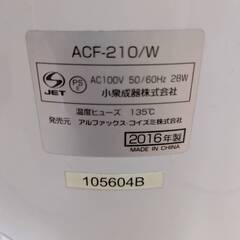 ACF-210/W
JET
PS
E
AC100V 50/60Hz 28W
小泉成器株式会社
温度ヒューズ 135℃
発売元 アルファックス・コイズミ株式会社
2016年製
MADE IN CHINA
105604B